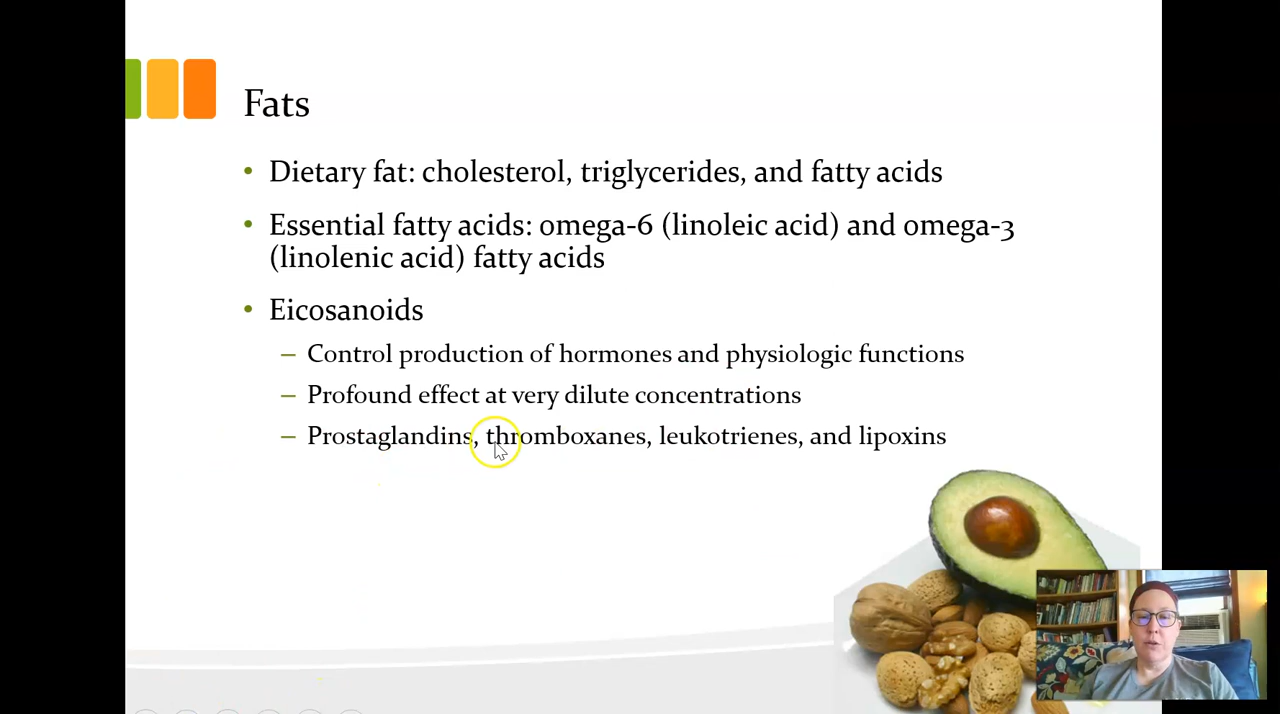 Fats
• Dietary fat: cholesterol, triglycerides, and fatty acids
• Essential fatty acids: omega-6 (linoleic acid) and omega-3
(linolenic acid) fatty acids
• Eicosanoids
– Control production of hormones and physiologic functions
– Profound effect at very dilute concentrations
– Prostaglandins, thromboxanes, leukotrienes, and lipoxins